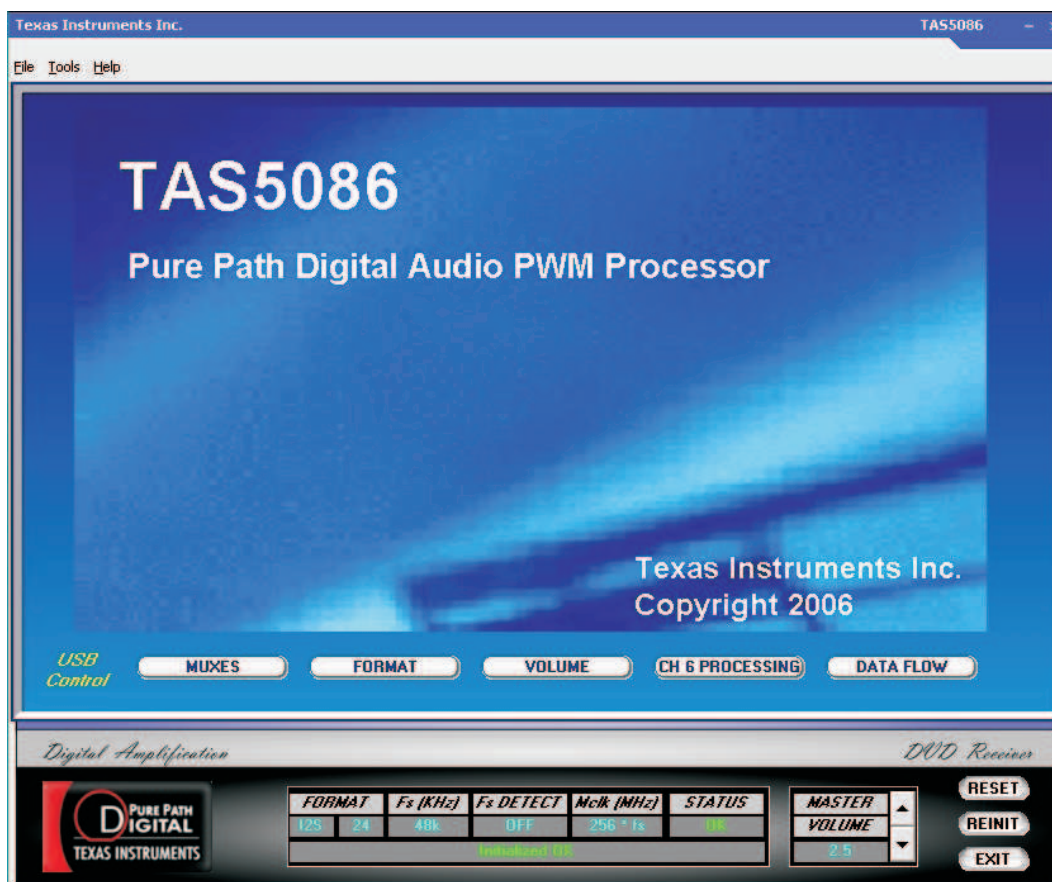 Texas Instruments Inc. TAS5086
File Tools Help
TAS5086
Pure Path Digital Audio PWM Processor
Texas Instruments Inc.
Copyright 2006
USB Control
MUXES
FORMAT
VOLUME
CH 6 PROCESSING
DATA FLOW
Digital Amplification
DVD Receiver
PURE PATH
DIGITAL
TEXAS INSTRUMENTS
FORMAT Fs (KHz) Fs DETECT Mclk (MHz) STATUS
I2S 24 48k OFF 256 * fs OK
Initialized OK
MASTER
VOLUME
2.5
RESET
REINIT
EXIT